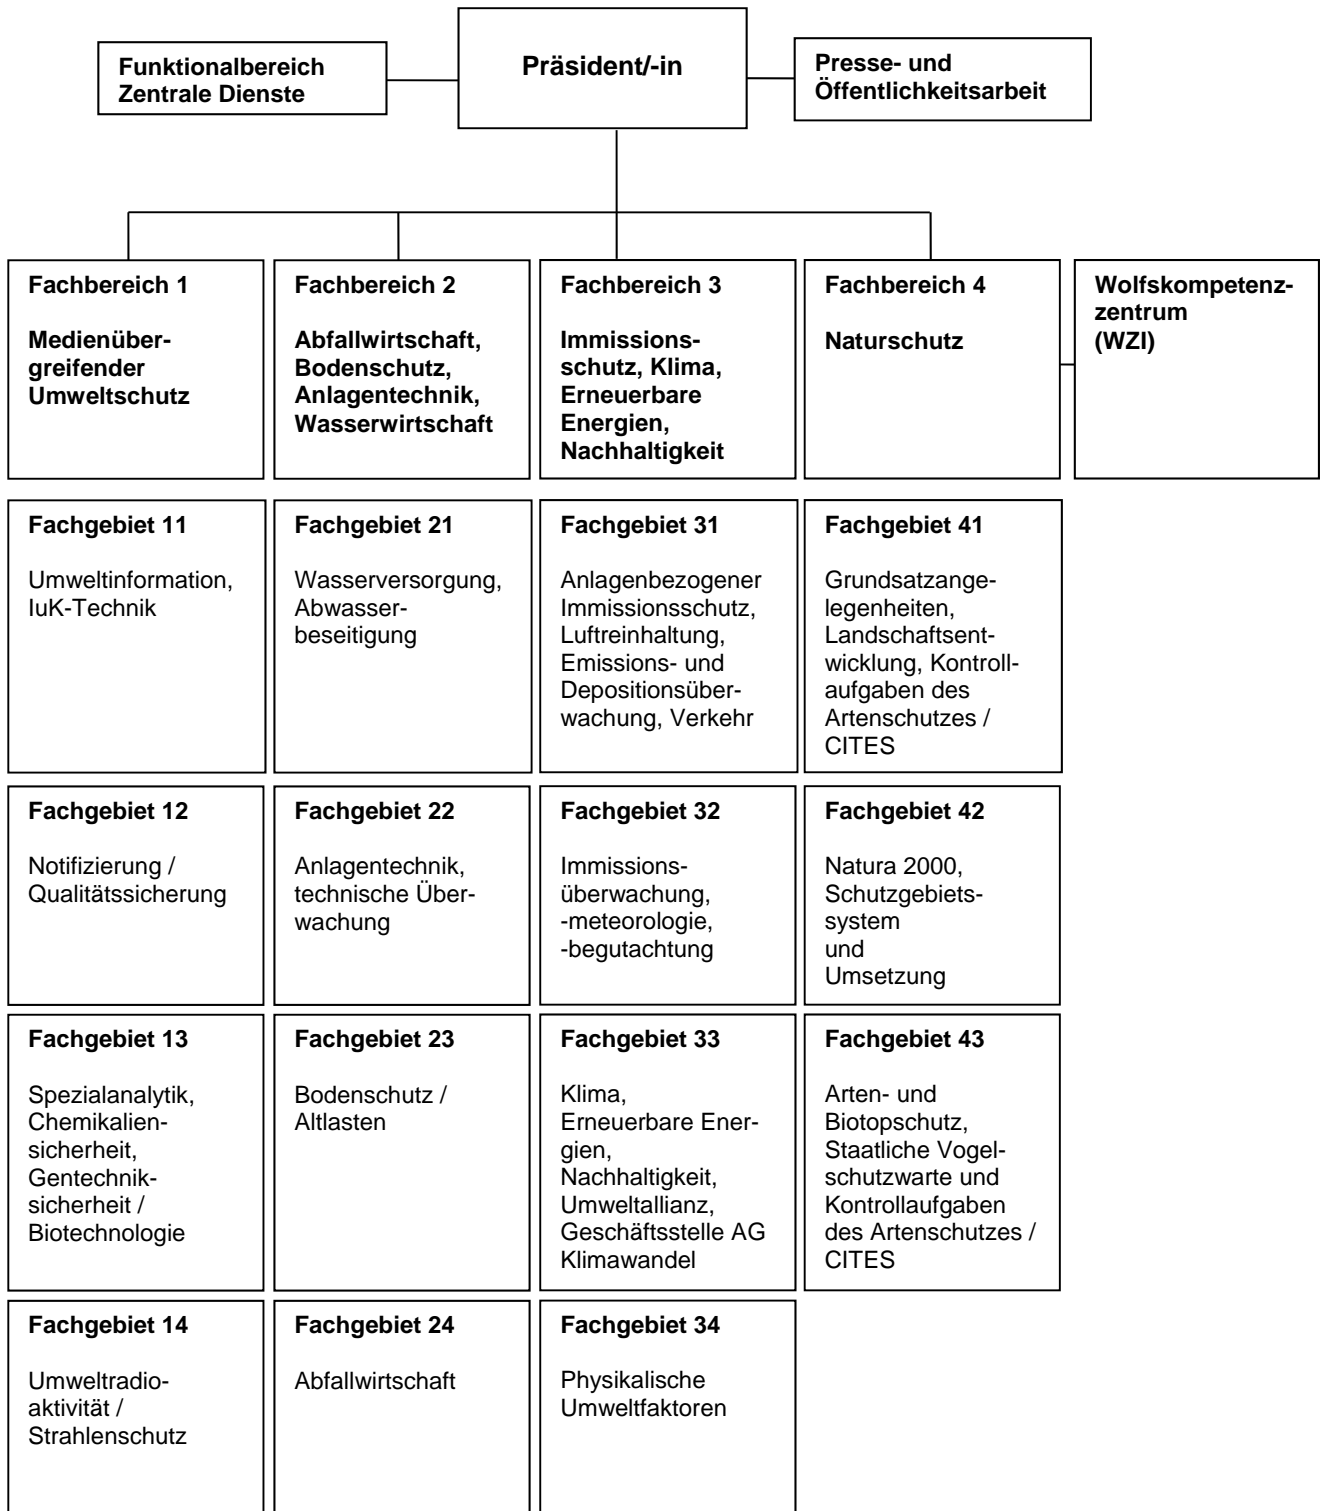 Funktionalbereich
Zentrale Dienste
Präsident/-in
Presse- und
Öffentlichkeitsarbeit
Fachbereich 1
Medienüber-
greifender
Umweltschutz
Fachbereich 2
Abfallwirtschaft,
Bodenschutz,
Anlagentechnik,
Wasserwirtschaft
Fachbereich 3
Immissions-
schutz, Klima,
Erneuerbare
Energien,
Nachhaltigkeit
Fachbereich 4
Naturschutz
Wolfskompetenz-
zentrum
(WZI)
Fachgebiet 11
Umweltinformation,
IuK-Technik
Fachgebiet 21
Wasserversorgung,
Abwasser-
beseitigung
Fachgebiet 31
Anlagenbezogener
Immissionsschutz,
Luftreinhaltung,
Emissions- und
Depositionsüber-
wachung, Verkehr
Fachgebiet 41
Grundsatzange-
legenheiten,
Landschaftsent-
wicklung, Kontroll-
aufgaben des
Artenschutzes /
CITES
Fachgebiet 12
Notifizierung /
Qualitätssicherung
Fachgebiet 22
Anlagentechnik,
technische Über-
wachung
Fachgebiet 32
Immissions-
überwachung,
-meteorologie,
-begutachtung
Fachgebiet 42
Natura 2000,
Schutzgebiets-
system
und
Umsetzung
Fachgebiet 13
Spezialanalytik,
Chemikalien-
sicherheit,
Gentechnik-
sicherheit /
Biotechnologie
Fachgebiet 23
Bodenschutz /
Altlasten
Fachgebiet 33
Klima,
Erneuerbare Ener-
gien,
Nachhaltigkeit,
Umweltallianz,
Geschäftsstelle AG
Klimawandel
Fachgebiet 43
Arten- und
Biotopschutz,
Staatliche Vogel-
schutzwarte und
Kontrollaufgaben
des Artenschutzes /
CITES
Fachgebiet 14
Umweltradio-
aktivität /
Strahlenschutz
Fachgebiet 24
Abfallwirtschaft
Fachgebiet 34
Physikalische
Umweltfaktoren